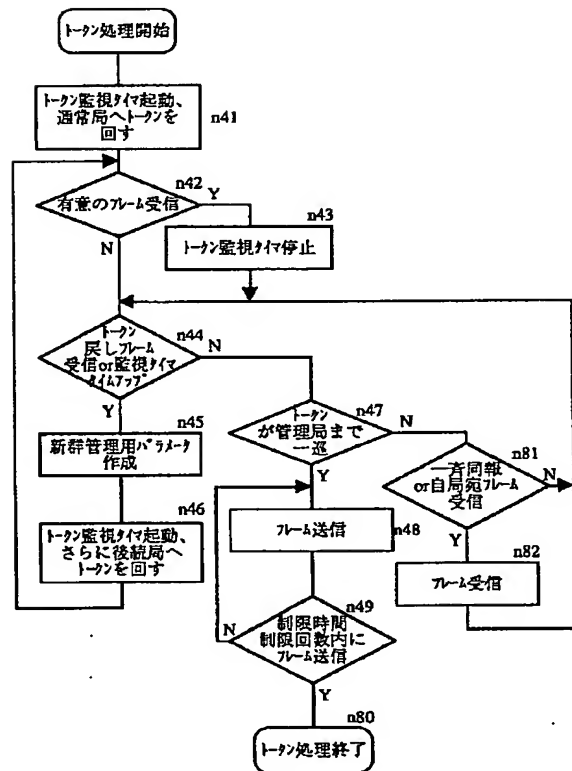 トークン処理開始
トークン監視タイマ起動、
通常局へトークンを
回す
n41
n42
有意のフレーム受信
Y
N
n43
トークン監視タイマ停止
トークン
戻しフレーム
受信or監視タイマ
タイムアップ
n44
N
Y
n45
新群管理用パラメータ
作成
n46
トークン監視タイマ起動、
さらに後続局へ
トークンを回す
トークン
が管理局まで
一巡
n47
N
Y
n81
一斉同報
or自局宛フレーム
受信
N
Y
フレーム送信
n48
n82
フレーム受信
n49
制限時間
制限回数内に
フレーム送信
N
Y
n80
トークン処理終了